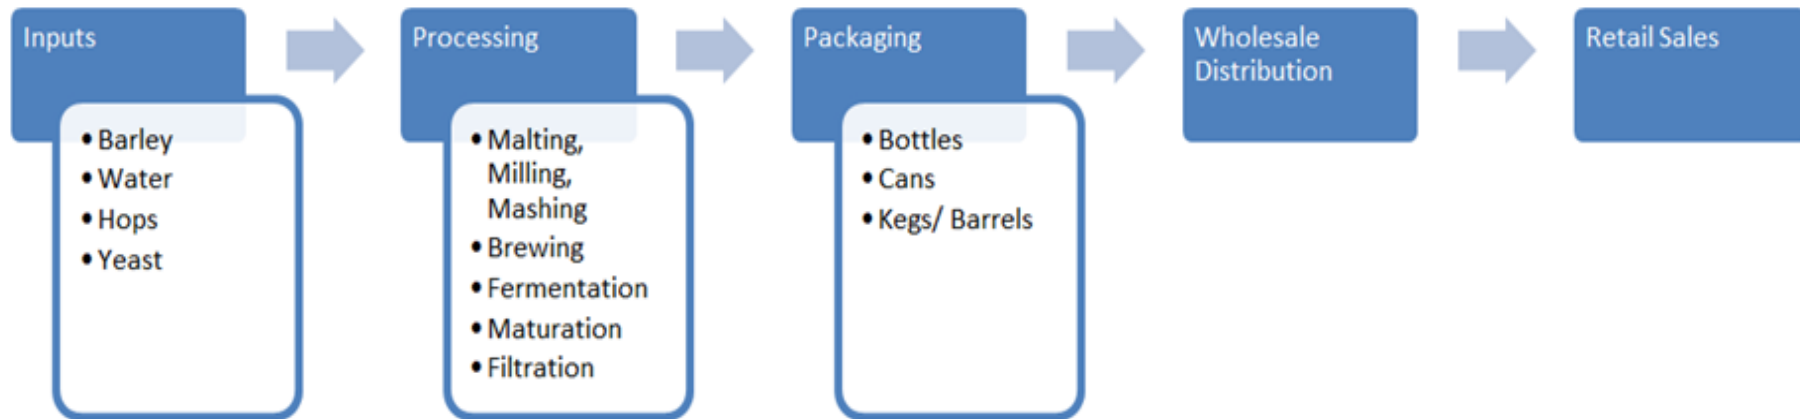 Inputs
• Barley
• Water
• Hops
• Yeast
Processing
• Malting,
Milling,
Mashing
• Brewing
• Fermentation
• Maturation
• Filtration
Packaging
• Bottles
• Cans
• Kegs/ Barrels
Wholesale
Distribution
Retail Sales